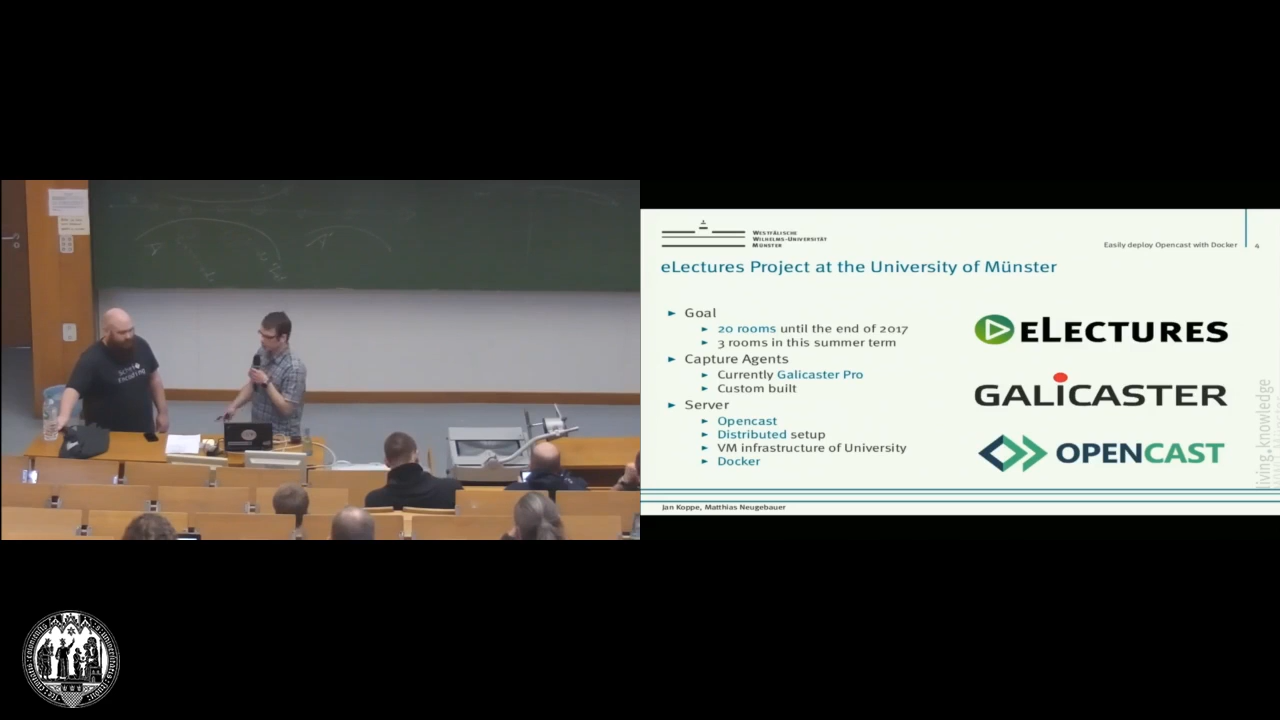 WESTFÄLISCHE
WILHELMS-UNIVERSITÄT
MÜNSTER
Easily deploy Opencast with Docker
4
eLectures Project at the University of Münster
► Goal
► 20 rooms until the end of 2017
► 3 rooms in this summer term
► Capture Agents
► Currently Galicaster Pro
► Custom built
► Server
► Opencast
► Distributed setup
► VM infrastructure of University
► Docker
eLECTURES
GALiCASTER
OPENCAST
living.knowledge
Jan Koppe, Matthias Neugebauer